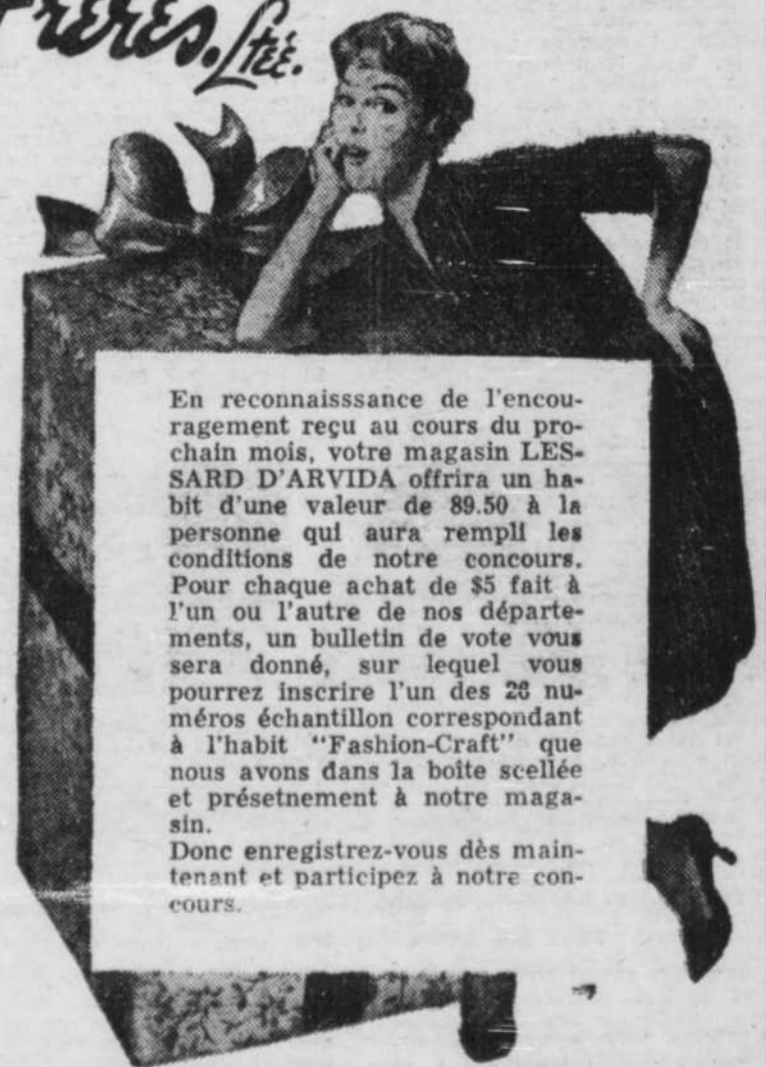 Frères. Ltée.
En reconnaisssance de l'encou-
ragement reçu au cours du pro-
chain mois, votre magasin LES-
SARD D'ARVIDA offrira un ha-
bit d'une valeur de 89.50 à la
personne qui aura rempli les
conditions de notre concours.
Pour chaque achat de $5 fait à
l'un ou l'autre de nos départe-
ments, un bulletin de vote vous
sera donné, sur lequel vous
pourrez inscrire l'un des 26 nu-
méros échantillon correspondant
à l'habit "Fashion-Craft" que
nous avons dans la boîte scellée
et présetnement à notre maga-
sin.
Donc enregistrez-vous dès main-
tenant et participez à notre con-
cours.